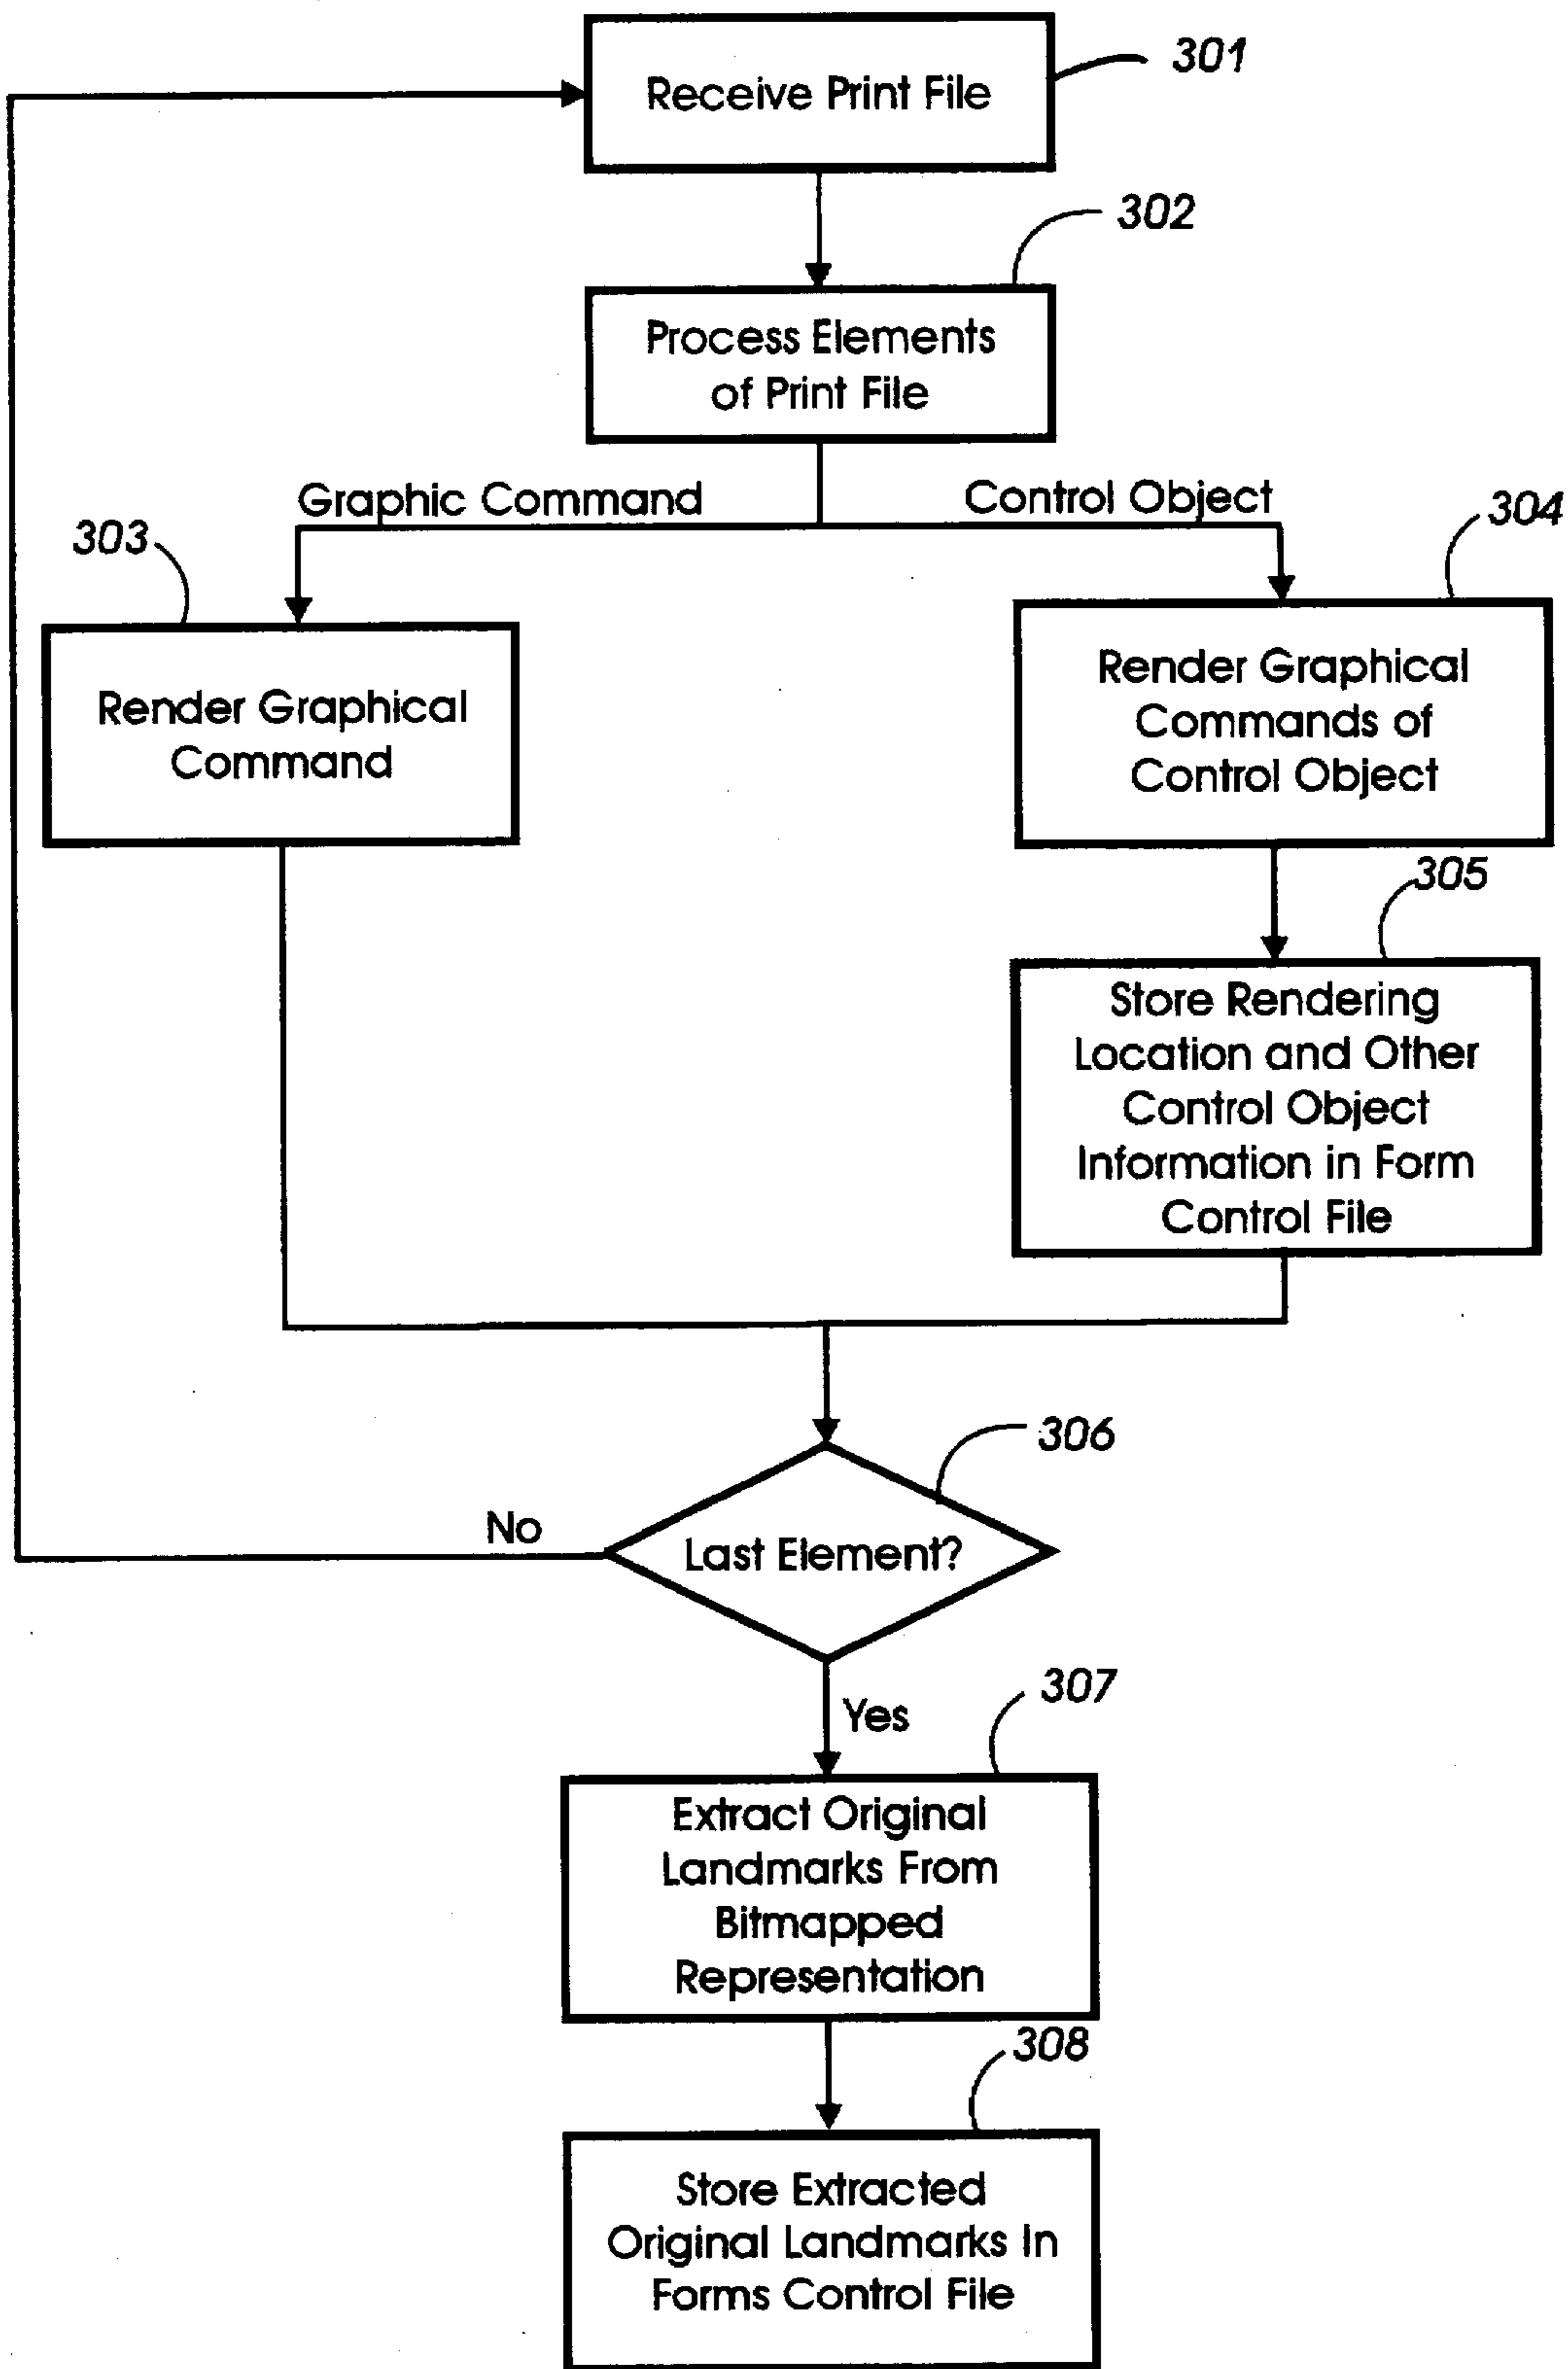 301
Receive Print File
302
Process Elements
of Print File
Graphic Command
Control Object
303
304
Render Graphical
Command
Render Graphical
Commands of
Control Object
305
Store Rendering
Location and Other
Control Object
Information in Form
Control File
306
No
Last Element?
307
Yes
Extract Original
Landmarks From
Bitmapped
Representation
308
Store Extracted
Original Landmarks In
Forms Control File